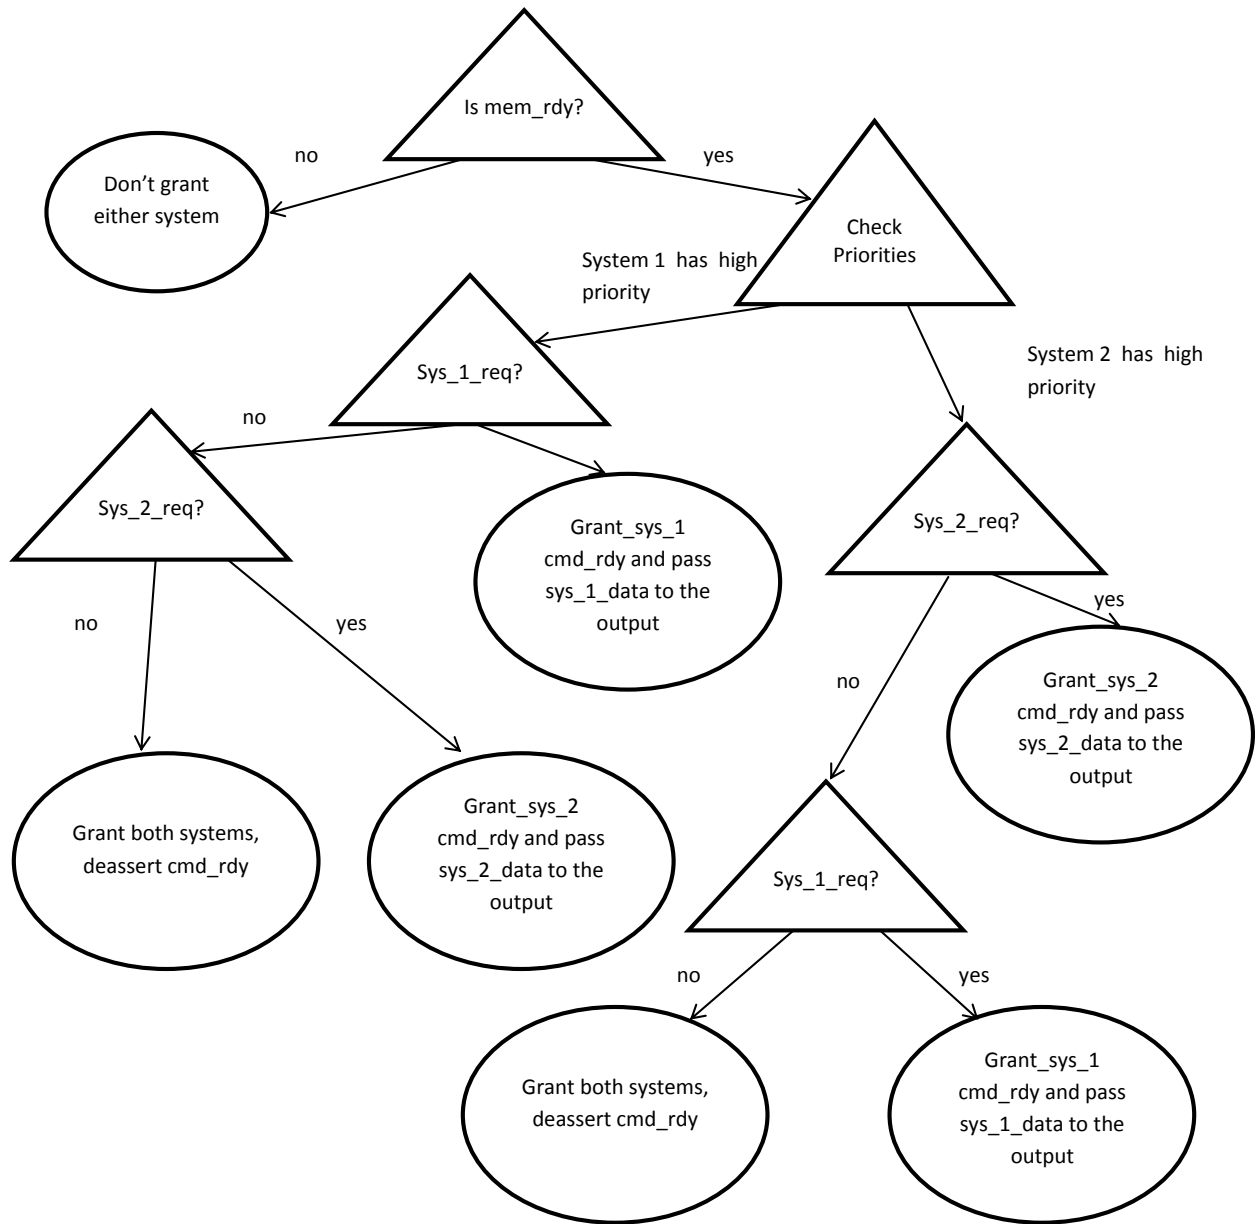 Is mem_rdy?
no
yes
Don’t grant
either system
Check
Priorities
System 1 has high
priority
System 2 has high
priority
Sys_1_req?
no
Sys_2_req?
Grant_sys_1
cmd_rdy and pass
sys_1_data to the
output
Sys_2_req?
no
yes
yes
no
Grant_sys_2
cmd_rdy and pass
sys_2_data to the
output
Grant both systems,
deassert cmd_rdy
Grant_sys_2
cmd_rdy and pass
sys_2_data to the
output
Sys_1_req?
no
yes
Grant both systems,
deassert cmd_rdy
Grant_sys_1
cmd_rdy and pass
sys_1_data to the
output